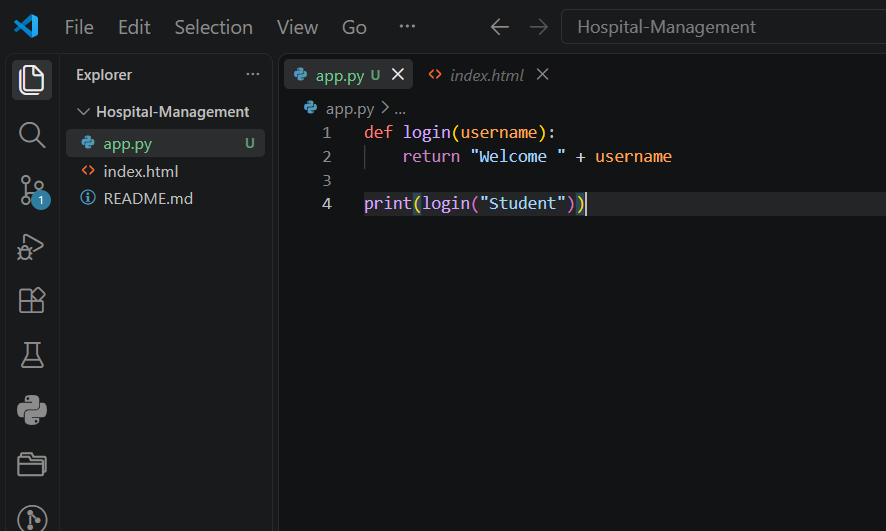 File Edit Selection View Go ··· Hospital-Management
Explorer ···
Hospital-Management
app.py U
index.html
README.md
1
app.py U index.html
app.py > ...
1 def login(username):
2     return "Welcome " + username
3
4 print(login("Student"))